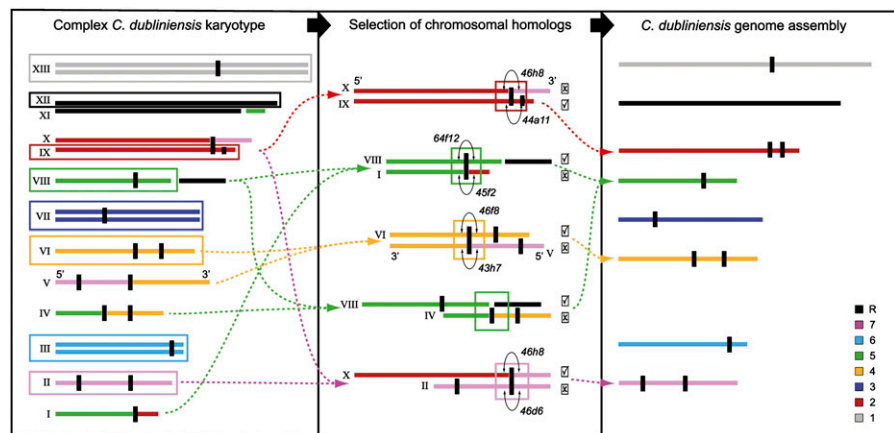 Complex C. dubliniensis karyotype
Selection of chromosomal homologs
C. dubliniensis genome assembly
XIII
XII
XI
X
IX
VIII
VII
VI
5'
3'
V
IV
III
II
I
5'
3'
46h8
X
IX
44a11
64f12
VIII
I
45f2
46f8
VI
3'
5'
V
43h7
VIII
IV
46h8
X
II
46d6
R
7
6
5
4
3
2
1